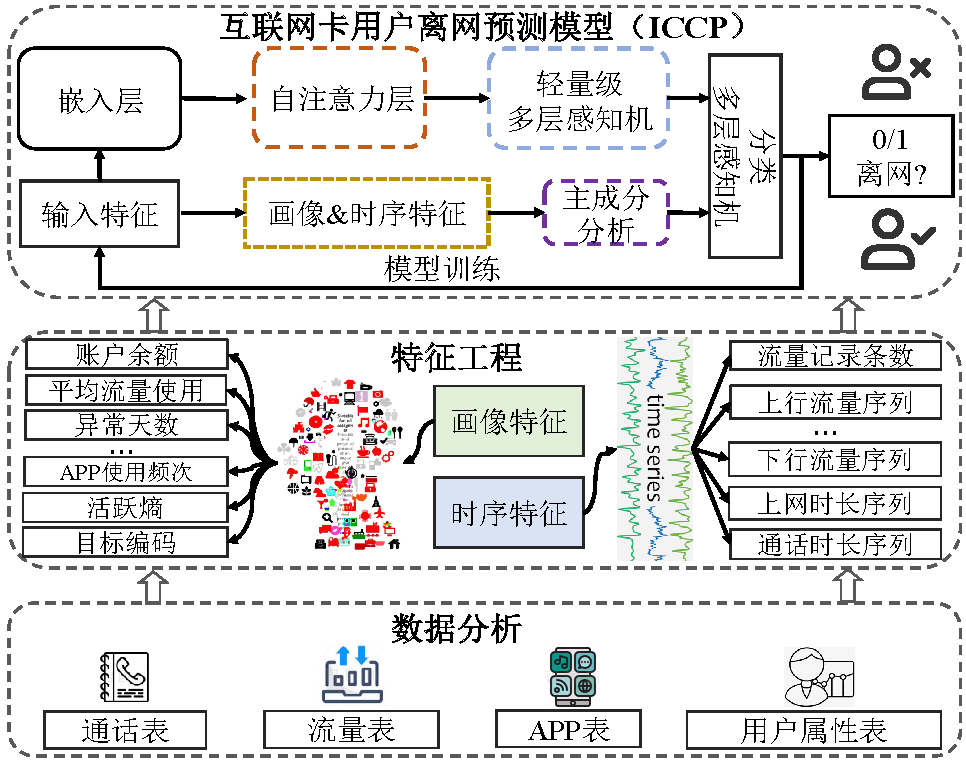 互联网卡用户离网预测模型（ICCP）
嵌入层
自注意力层
轻量级
多层感知机
分类
多层感知机
0/1
离网?
输入特征
画像&时序特征
主成分
分析
模型训练
特征工程
账户余额
平均流量使用
异常天数
...
APP使用频次
活跃熵
目标编码
画像特征
时序特征
time series
流量记录条数
上行流量序列
...
下行流量序列
上网时长序列
通话时长序列
数据分析
通话表
流量表
APP表
用户属性表